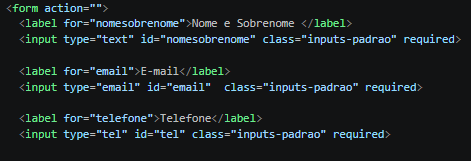 <form action="">
  <label for="nomesobrenome">Nome e Sobrenome </label>
  <input type="text" id="nomesobrenome" class="inputs-padrao" required>

  <label for="email">E-mail</label>
  <input type="email" id="email"  class="inputs-padrao" required>

  <label for="telefone">Telefone</label>
  <input type="tel" id="tel" class="inputs-padrao" required>